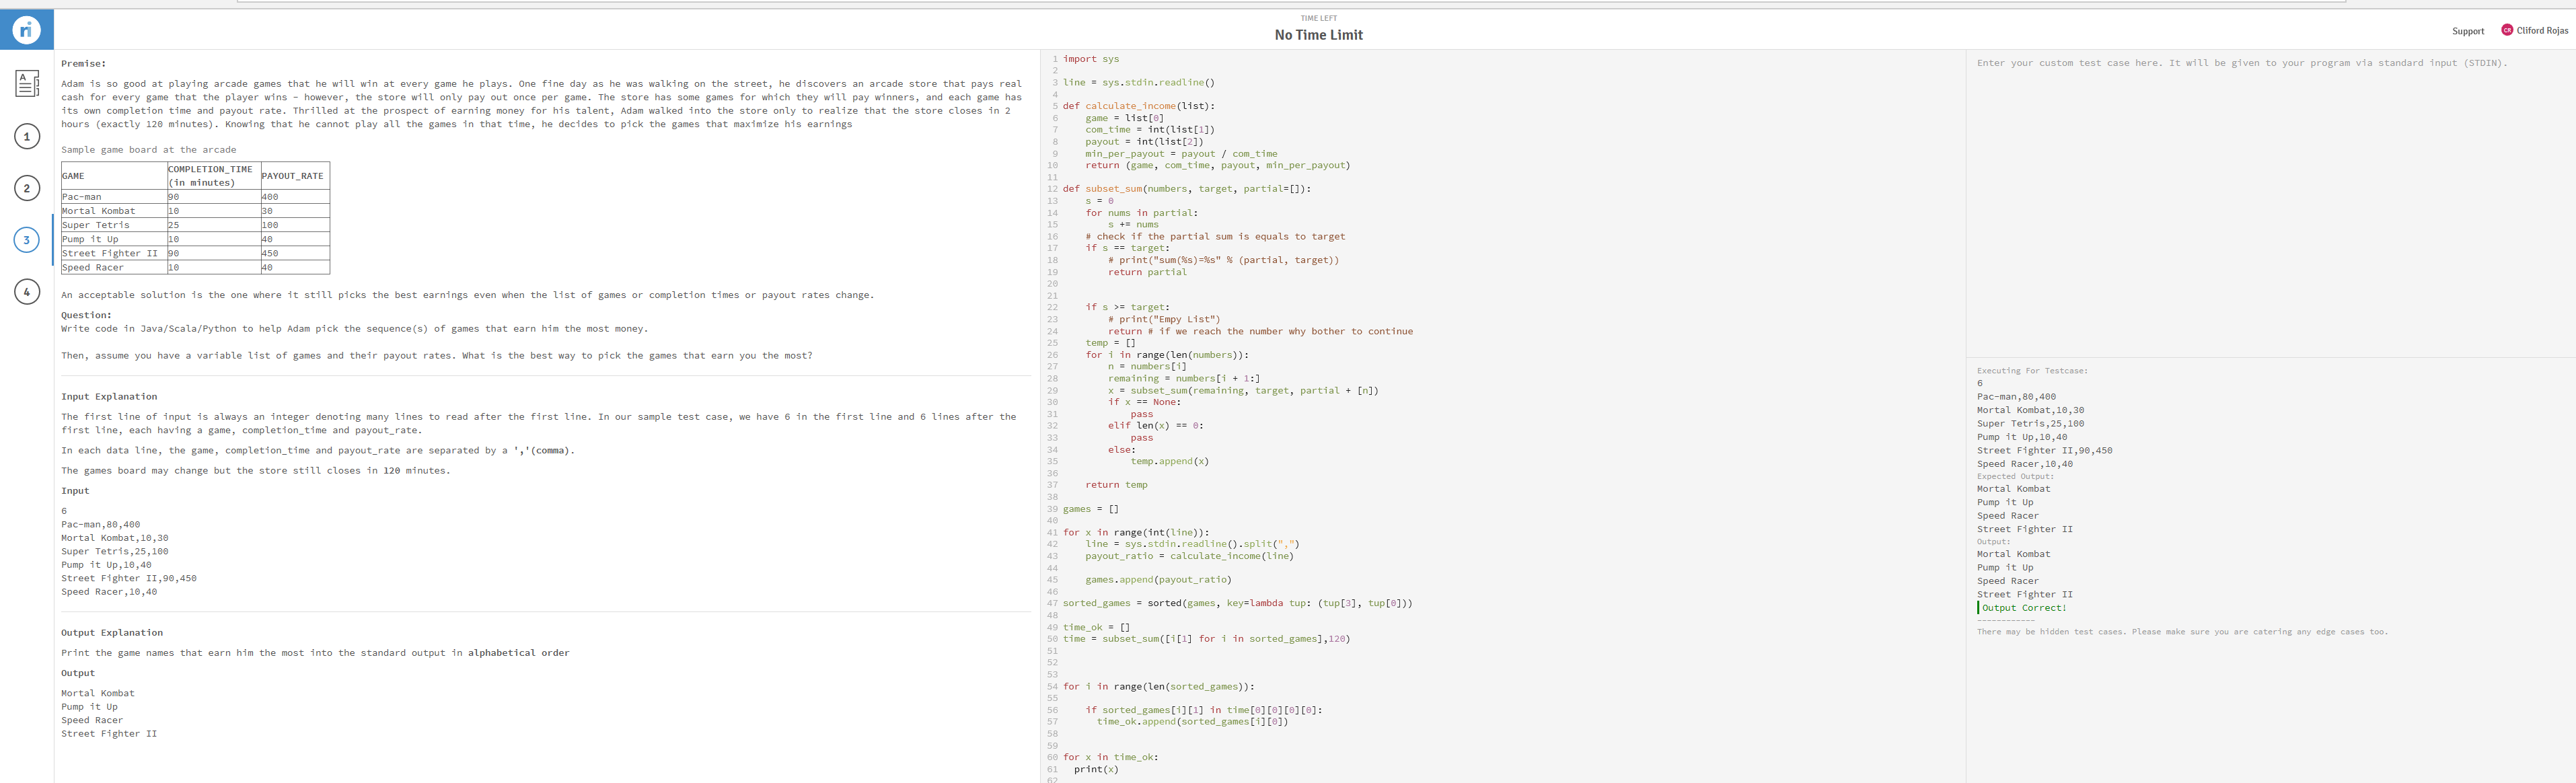 TIME LEFT
No Time Limit
Support
CR
Cliford Rojas
ri
A
1
2
3
4
Premise:
Adam is so good at playing arcade games that he will win at every game he plays. One fine day as he was walking on the street, he discovers an arcade store that pays real
cash for every game that the player wins - however, the store will only pay out once per game. The store has some games for which they will pay winners, and each game has
its own completion time and payout rate. Thrilled at the prospect of earning money for his talent, Adam walked into the store only to realize that the store closes in 2
hours (exactly 120 minutes). Knowing that he cannot play all the games in that time, he decides to pick the games that maximize his earnings
Sample game board at the arcade
GAME COMPLETION_TIME (in minutes) PAYOUT_RATE
Pac-man 90 400
Mortal Kombat 10 30
Super Tetris 25 100
Pump it Up 10 40
Street Fighter II 90 450
Speed Racer 10 40
An acceptable solution is the one where it still picks the best earnings even when the list of games or completion times or payout rates change.
Question:
Write code in Java/Scala/Python to help Adam pick the sequence(s) of games that earn him the most money.
Then, assume you have a variable list of games and their payout rates. What is the best way to pick the games that earn you the most?
Input Explanation
The first line of input is always an integer denoting many lines to read after the first line. In our sample test case, we have 6 in the first line and 6 lines after the
first line, each having a game, completion_time and payout_rate.
In each data line, the game, completion_time and payout_rate are separated by a ','(comma).
The games board may change but the store still closes in 120 minutes.
Input
6
Pac-man,80,400
Mortal Kombat,10,30
Super Tetris,25,100
Pump it Up,10,40
Street Fighter II,90,450
Speed Racer,10,40
Output Explanation
Print the game names that earn him the most into the standard output in alphabetical order
Output
Mortal Kombat
Pump it Up
Speed Racer
Street Fighter II
1 import sys
2
3 line = sys.stdin.readline()
4
5 def calculate_income(list):
6     game = list[0]
7     com_time = int(list[1])
8     payout = int(list[2])
9     min_per_payout = payout / com_time
10     return (game, com_time, payout, min_per_payout)
11
12 def subset_sum(numbers, target, partial=[]):
13     s = 0
14     for nums in partial:
15         s += nums
16     # check if the partial sum is equals to target
17     if s == target:
18         # print("sum(%s)=%s" % (partial, target))
19         return partial
20
21
22     if s >= target:
23         # print("Empy List")
24         return # if we reach the number why bother to continue
25     temp = []
26     for i in range(len(numbers)):
27         n = numbers[i]
28         remaining = numbers[i + 1:]
29         x = subset_sum(remaining, target, partial + [n])
30         if x == None:
31             pass
32         elif len(x) == 0:
33             pass
34         else:
35             temp.append(x)
36
37     return temp
38
39 games = []
40
41 for x in range(int(line)):
42     line = sys.stdin.readline().split(",")
43     payout_ratio = calculate_income(line)
44
45     games.append(payout_ratio)
46
47 sorted_games = sorted(games, key=lambda tup: (tup[3], tup[0]))
48
49 time_ok = []
50 time = subset_sum([i[1] for i in sorted_games],120)
51
52
53
54 for i in range(len(sorted_games)):
55
56     if sorted_games[i][1] in time[0][0][0][0]:
57       time_ok.append(sorted_games[i][0])
58
59
60 for x in time_ok:
61   print(x)
62
Enter your custom test case here. It will be given to your program via standard input (STDIN).
Executing For Testcase:
6
Pac-man,80,400
Mortal Kombat,10,30
Super Tetris,25,100
Pump it Up,10,40
Street Fighter II,90,450
Speed Racer,10,40
Expected Output:
Mortal Kombat
Pump it Up
Speed Racer
Street Fighter II
Output:
Mortal Kombat
Pump it Up
Speed Racer
Street Fighter II
Output Correct!
------------
There may be hidden test cases. Please make sure you are catering any edge cases too.